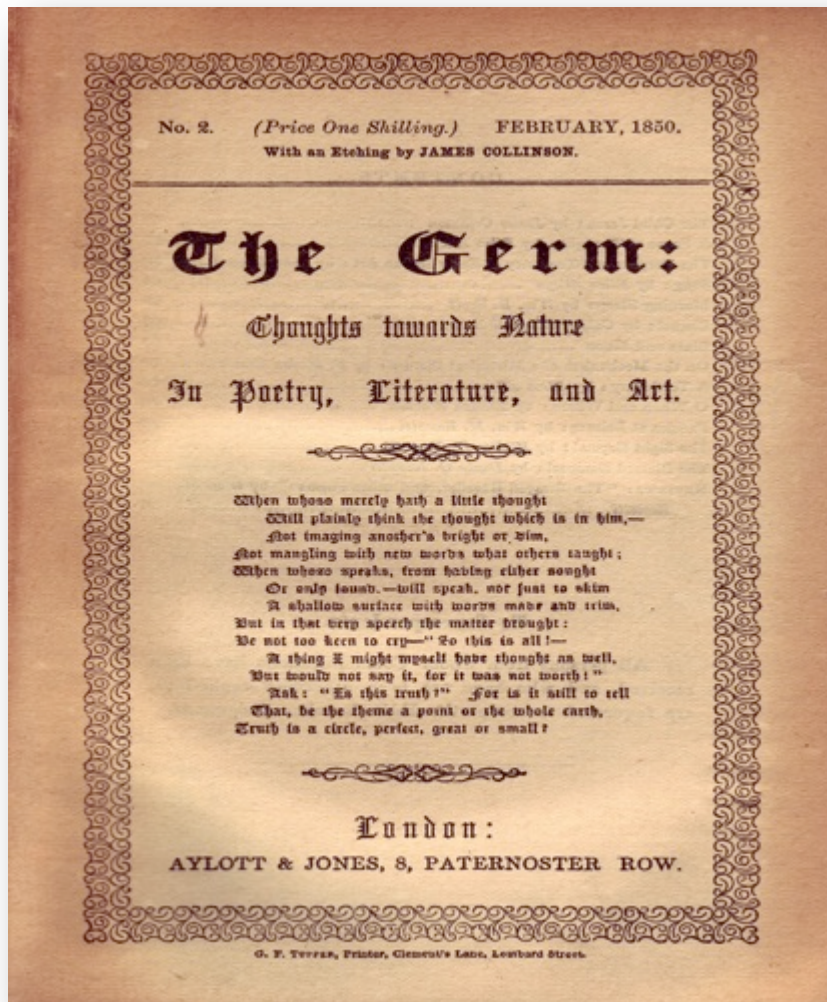 No. 2. (Price One Shilling.) FEBRUARY, 1850.
With an Etching by JAMES COLLINSON.
The Germ:
Thoughts towards Nature
In Poetry, Literature, and Art.
When whoso merely hath a little thought
Will plainly think the thought which is in him,—
Not imaging another's bright or dim,
Not mangling with new words what others taught;
When whoso speaks, from having either sought
Or only found,—will speak, not just to skim
A shallow surface with words made and trim,
But in that very speech the matter brought:
Be not too keen to cry—"So this is all!—
A thing I might myself have thought as well,
But would not say it, for it was not worth!"
Ask: "Is this truth?" For is it still to tell
That, be the theme a point or the whole earth,
Truth is a circle, perfect, great or small?
London:
AYLOTT & JONES, 8, PATERNOSTER ROW.
G. F. TUPPER, Printer, Clement's Lane, Lombard Street.